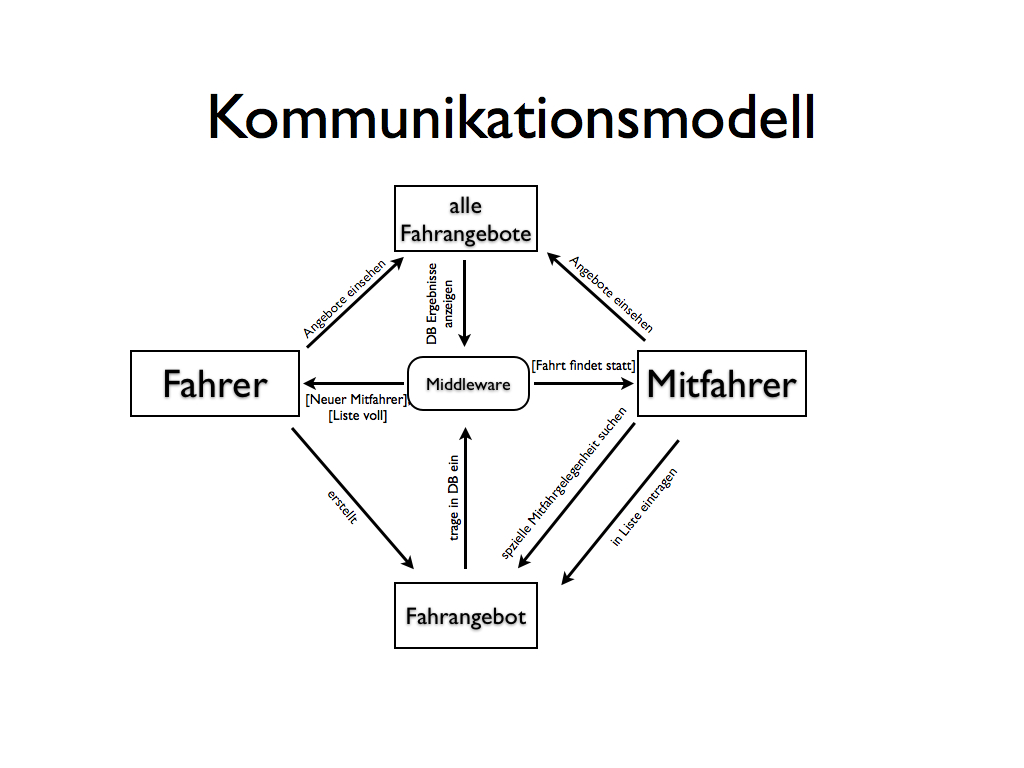 Kommunikationsmodell
alle
Fahrangebote
Angebote einsehen
DB Ergebnisse
anzeigen
Angebote einsehen
Fahrer
Middleware
[Fahrt findet statt]
Mitfahrer
[Neuer Mitfahrer],
[Liste voll]
erstellt
trage in DB ein
spzielle Mitfahrgelegenheit suchen
in Liste eintragen
Fahrangebot